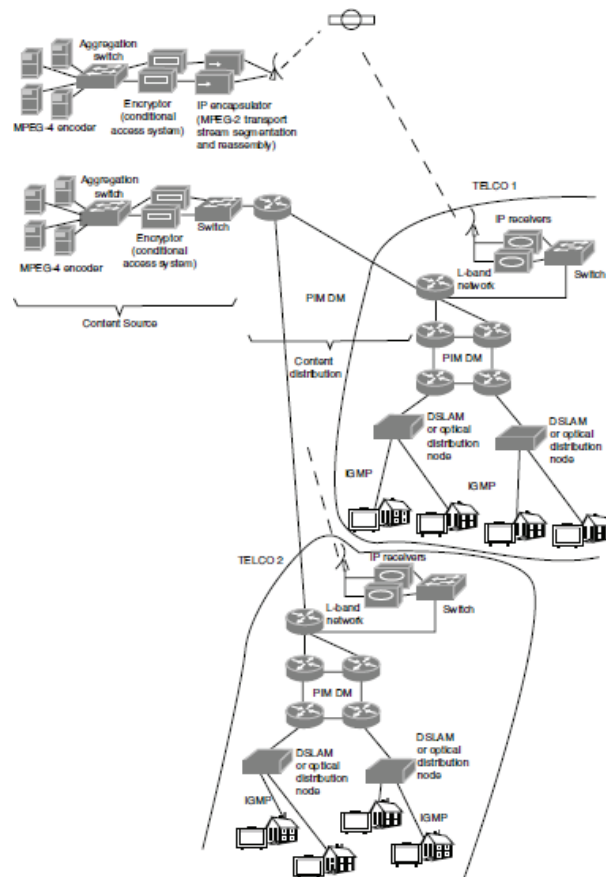 Aggregation
switch
Encryptor
(conditional
access system)
IP encapsulator
(MPEG-2 transport
stream segmentation
and reassembly)
MPEG-4 encoder
Aggregation
switch
Encryptor
(conditional
access system)
Switch
MPEG-4 encoder
Content Source
PIM DM
Content
distribution
TELCO 1
IP receivers
L-band
network
Switch
PIM DM
DSLAM
or optical
distribution
node
DSLAM
or optical
distribution
node
IGMP
IGMP
TELCO 2
IP receivers
L-band
network
Switch
PIM DM
DSLAM
or optical
distribution
node
DSLAM
or optical
distribution
node
IGMP
IGMP